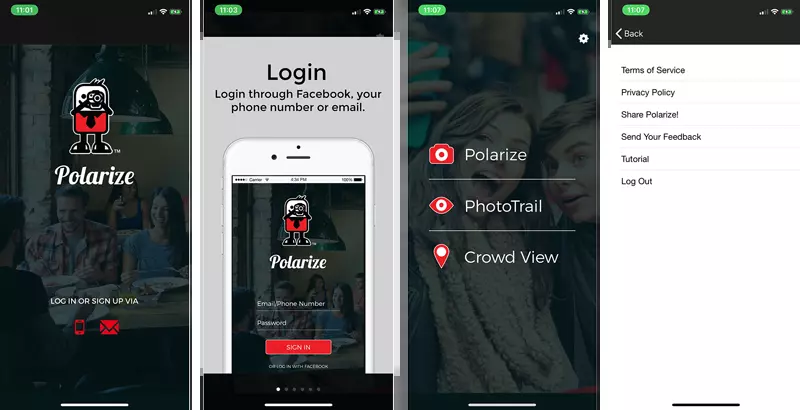 11:01
TM
Polarize
LOG IN OR SIGN UP VIA
11:03
Login
Login through Facebook, your
phone number or email.
Carrier
4:34 PM
100%
TM
Polarize
Email/Phone Number
Password
SIGN IN
OR LOG IN WITH FACEBOOK
11:07
Polarize
PhotoTrail
Crowd View
11:07
Back
Terms of Service
Privacy Policy
Share Polarize!
Send Your Feedback
Tutorial
Log Out